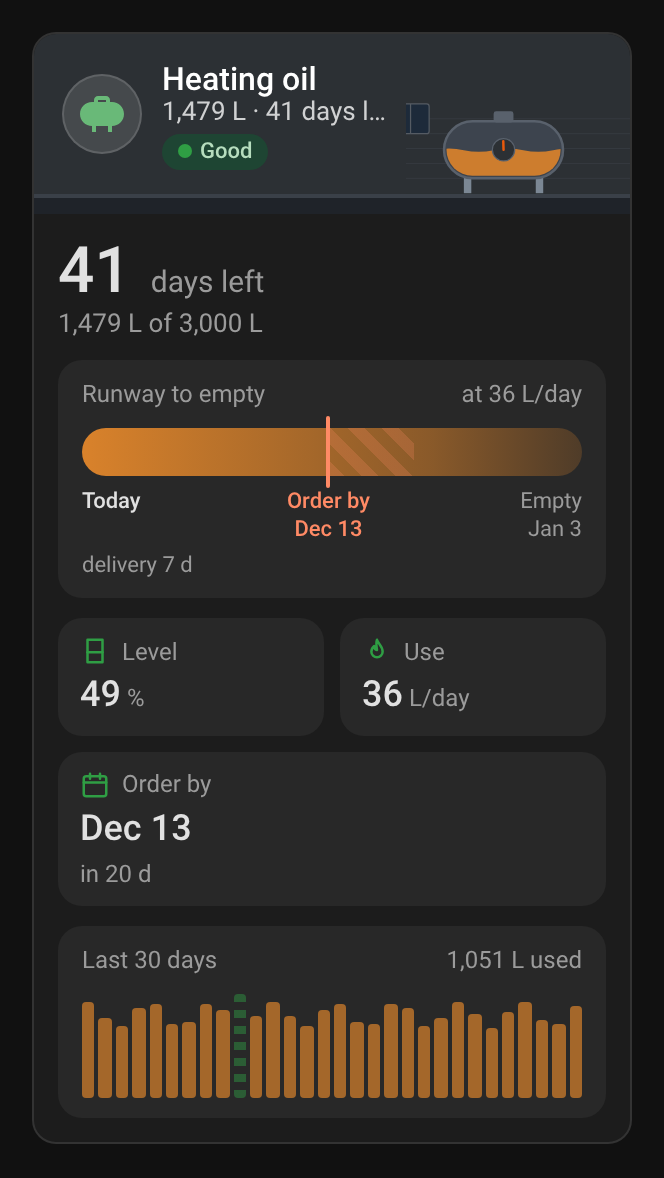 Heating oil
1,479 L · 41 days l...
Good
41 days left
1,479 L of 3,000 L
Runway to empty
at 36 L/day
Today
Order by
Dec 13
Empty
Jan 3
delivery 7 d
Level
49 %
Use
36 L/day
Order by
Dec 13
in 20 d
Last 30 days
1,051 L used